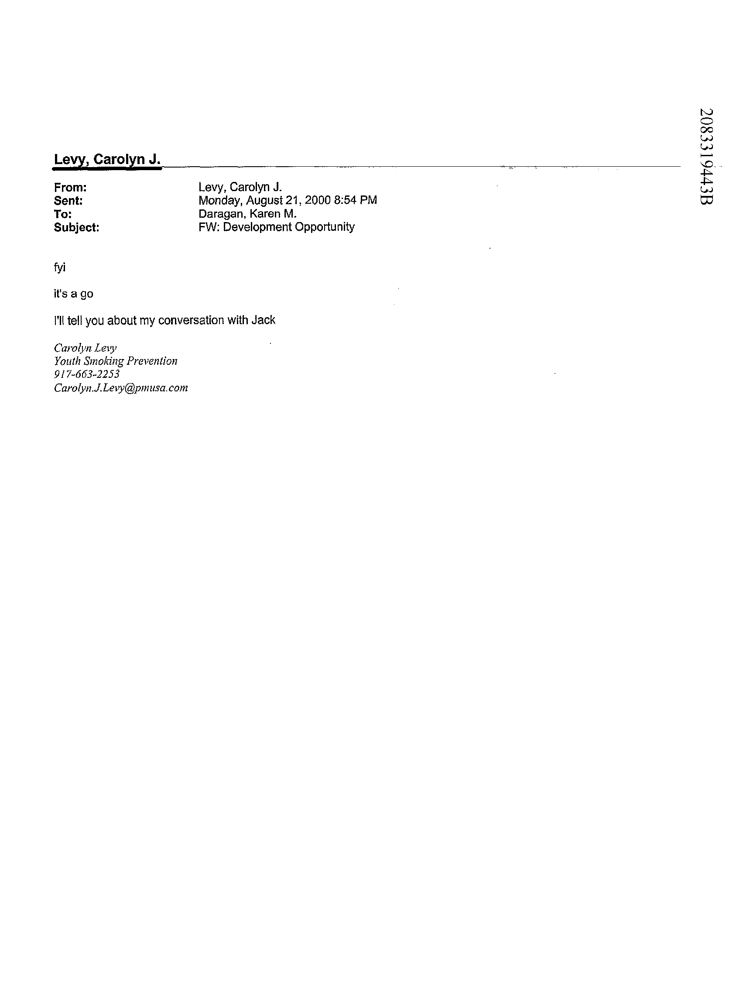 2083319443B
Levy, Carolyn J.
From: Levy, Carolyn J.
Sent: Monday, August 21, 2000 8:54 PM
To: Daragan, Karen M.
Subject: FW: Development Opportunity
fyi
it's a go
I'll tell you about my conversation with Jack
Carolyn Levy
Youth Smoking Prevention
917-663-2253
Carolyn.J.Levy@pmusa.com